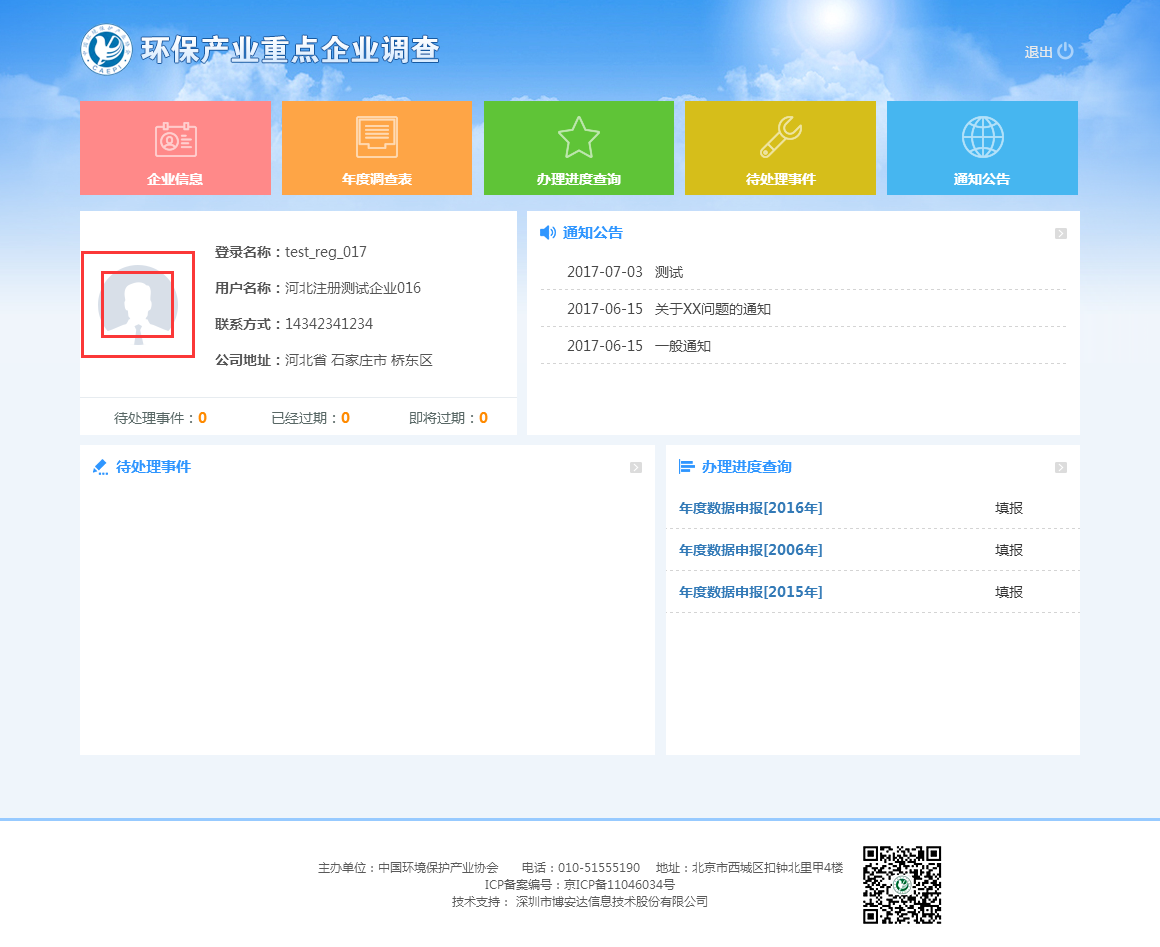 环保产业重点企业调查
CAEPI
退出
企业信息
年度调查表
办理进度查询
待处理事件
通知公告
登录名称：test_reg_017
用户名称：河北注册测试企业016
联系方式：14342341234
公司地址：河北省 石家庄市 桥东区
待处理事件：0 已经过期：0 即将过期：0
通知公告
2017-07-03 测试
2017-06-15 关于XX问题的通知
2017-06-15 一般通知
待处理事件
办理进度查询
年度数据申报[2016年] 填报
年度数据申报[2006年] 填报
年度数据申报[2015年] 填报
主办单位：中国环境保护产业协会 电话：010-51555190 地址：北京市西城区扣钟北里甲4楼
ICP备案编号：京ICP备11046034号
技术支持： 深圳市博安达信息技术股份有限公司